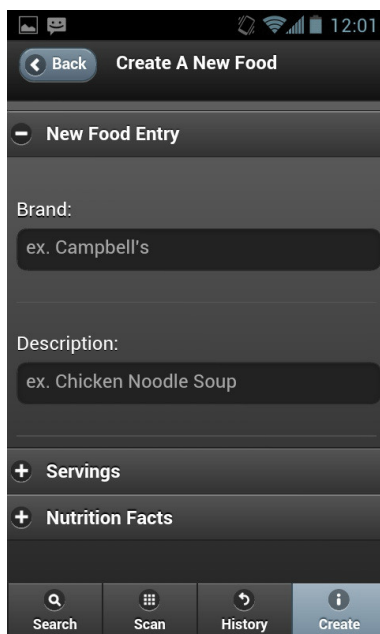 12:01
Back Create A New Food
New Food Entry
Brand:
ex. Campbell's
Description:
ex. Chicken Noodle Soup
Servings
Nutrition Facts
Search Scan History Create